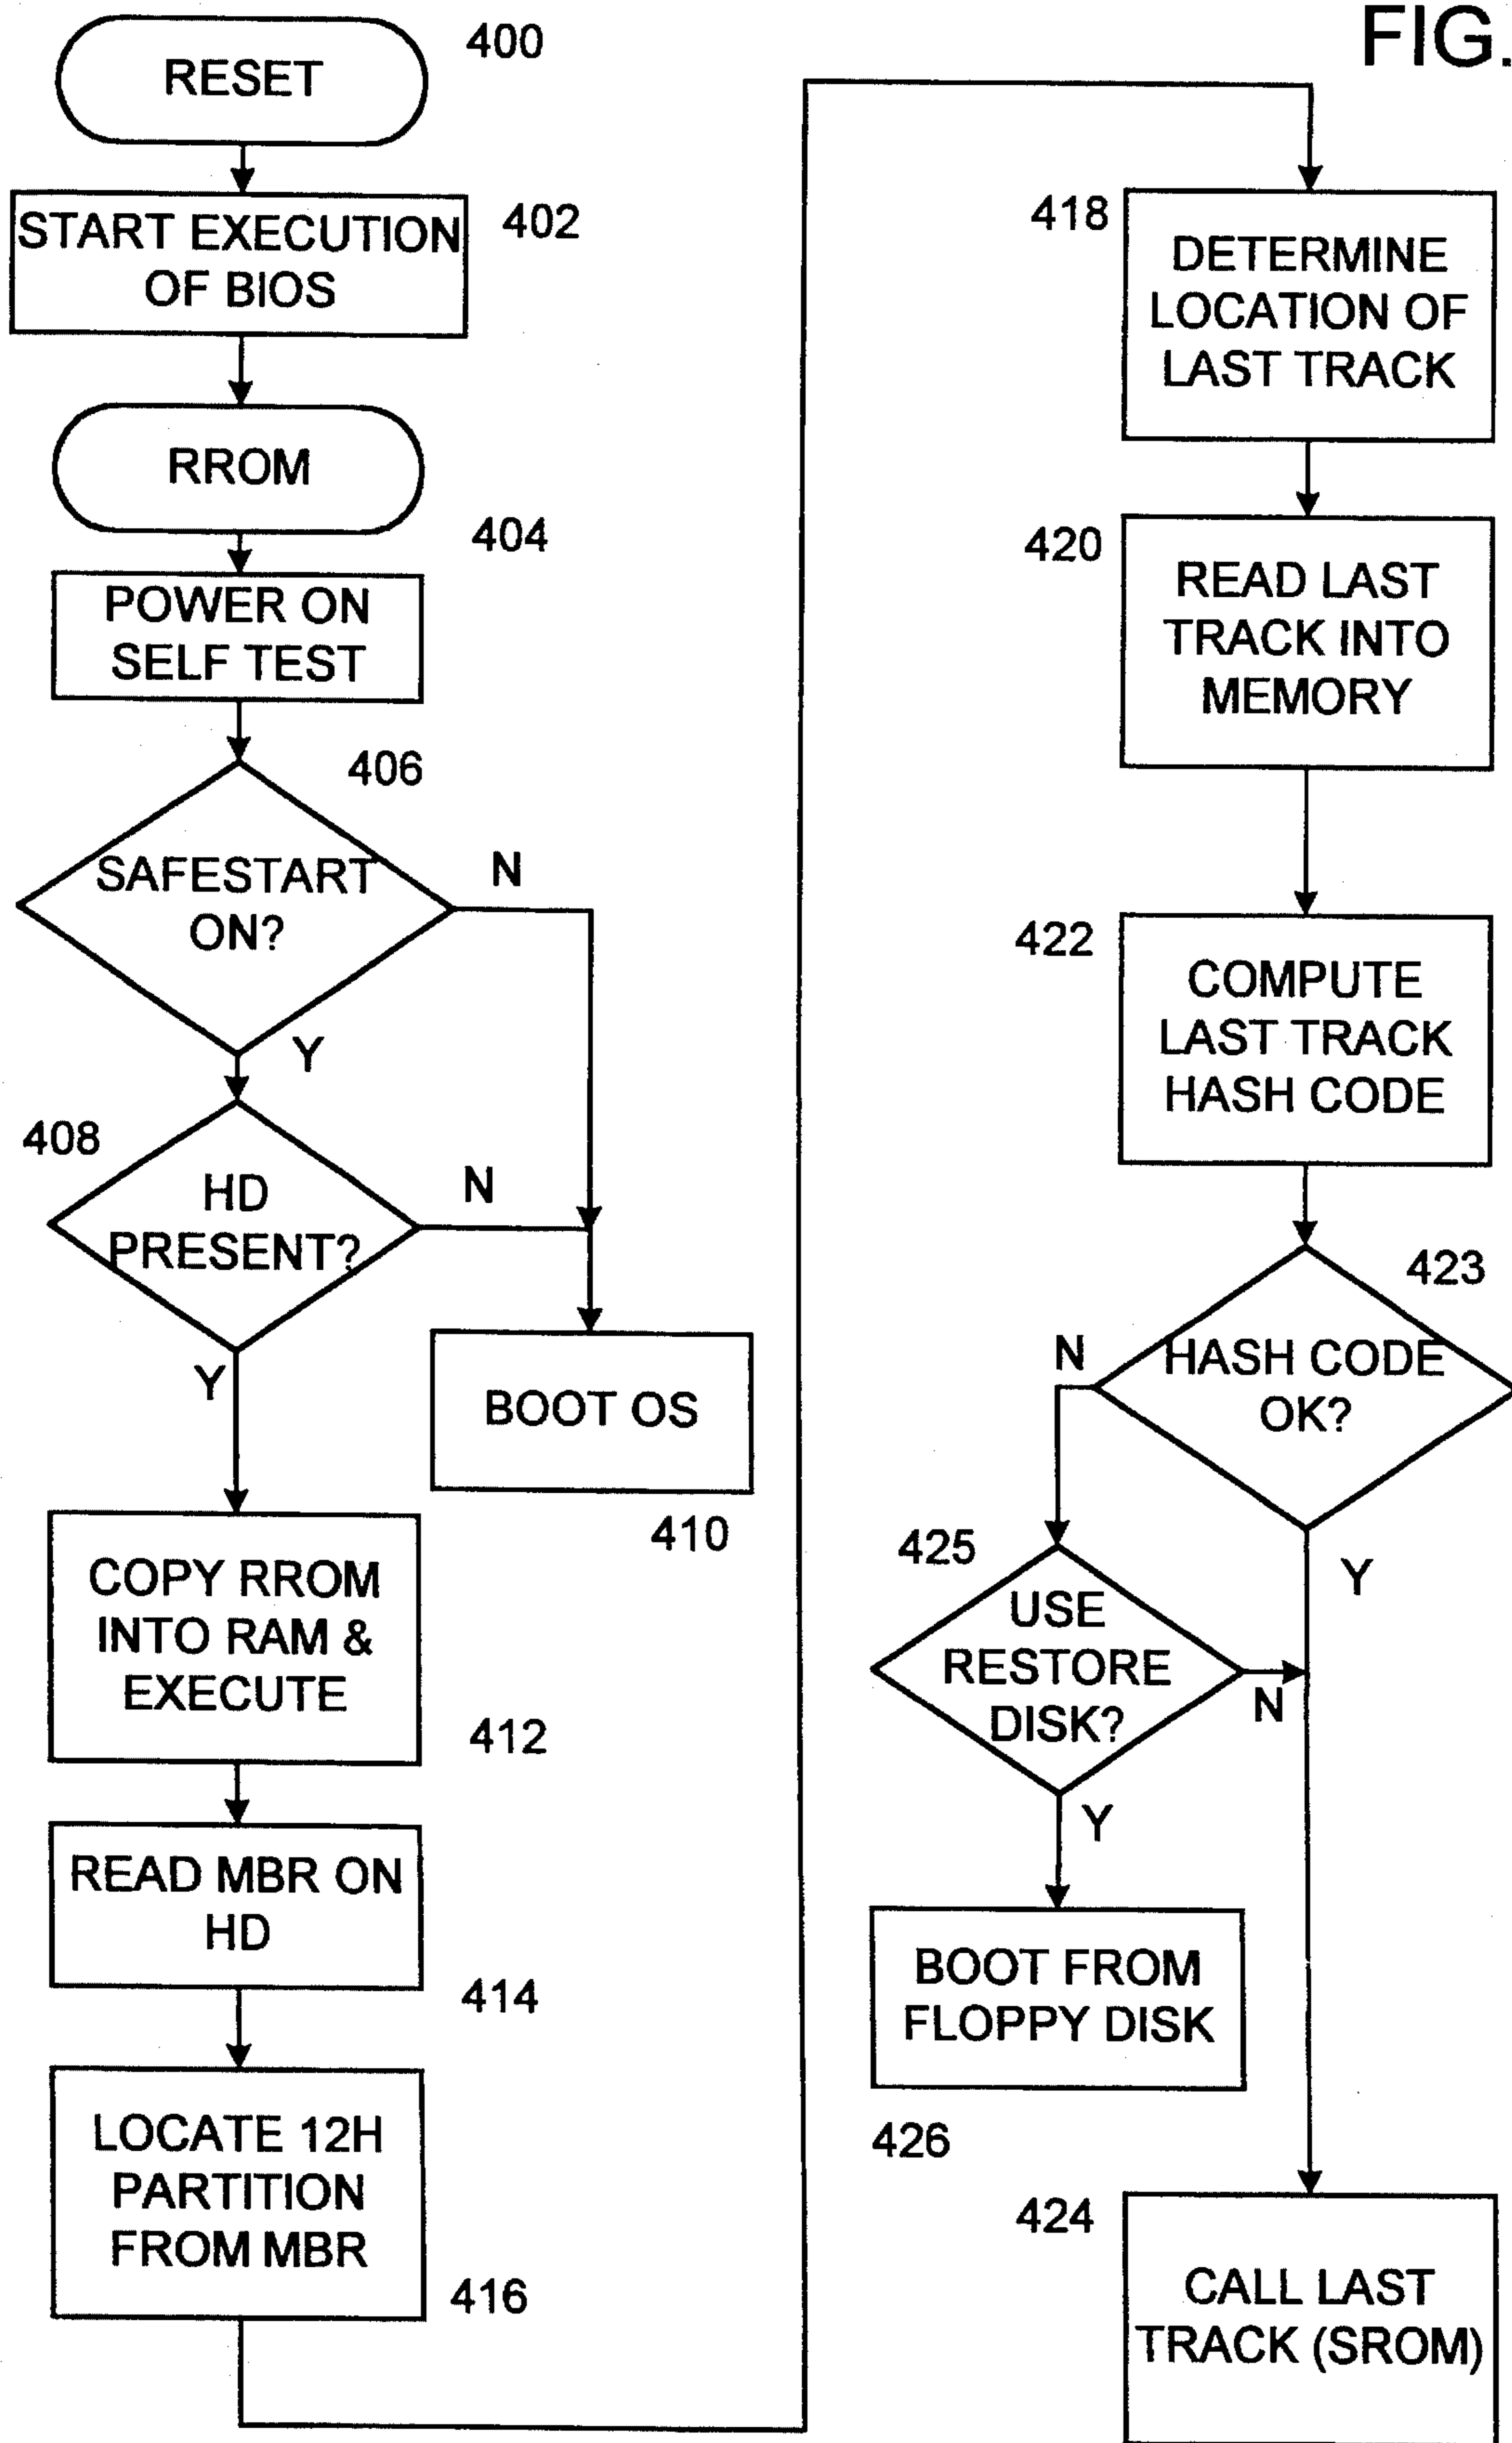 FIG.
400
RESET
402
START EXECUTION
OF BIOS
RROM
404
POWER ON
SELF TEST
406
SAFESTART
ON?
N
Y
408
HD
PRESENT?
N
Y
BOOT OS
410
COPY RROM
INTO RAM &
EXECUTE
412
READ MBR ON
HD
414
LOCATE 12H
PARTITION
FROM MBR
416
418
DETERMINE
LOCATION OF
LAST TRACK
420
READ LAST
TRACK INTO
MEMORY
422
COMPUTE
LAST TRACK
HASH CODE
423
HASH CODE
OK?
N
Y
425
USE
RESTORE
DISK?
N
Y
BOOT FROM
FLOPPY DISK
426
424
CALL LAST
TRACK (SROM)